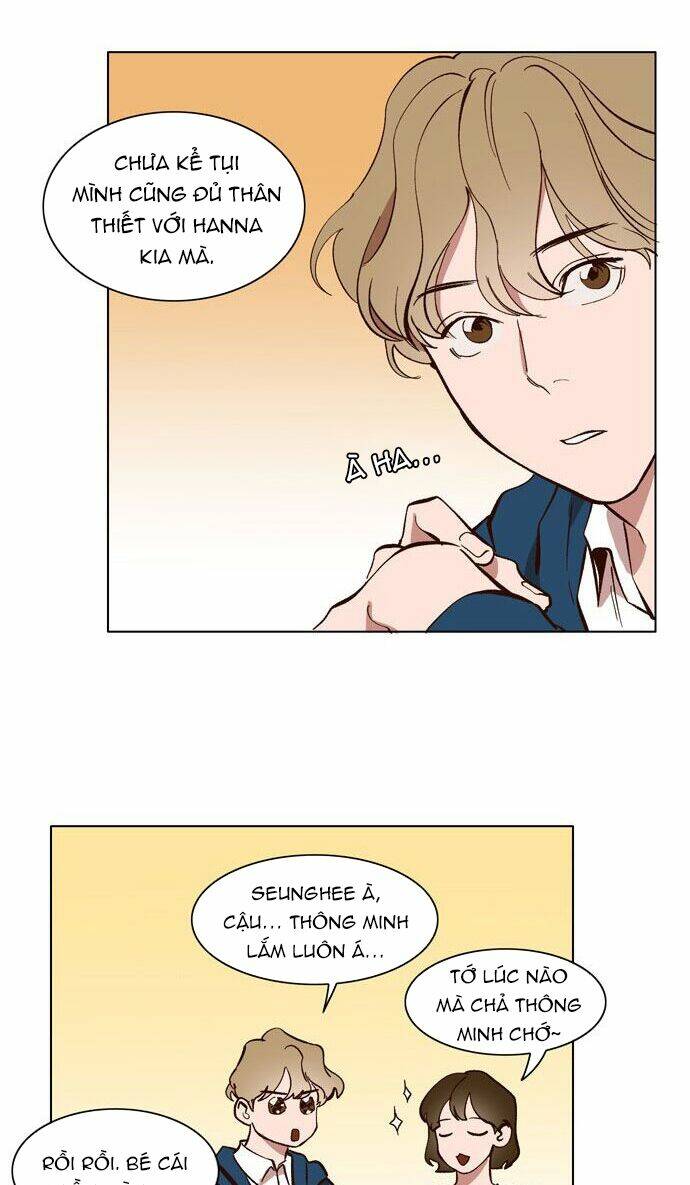 CHƯA KỂ TỤI
MÌNH CŨNG ĐỦ THÂN
THIẾT VỚI HANNA
KIA MÀ.
À HA...
SEUNGHEE À,
CẬU... THÔNG MINH
LẮM LUÔN Á...
TỚ LÚC NÀO
MÀ CHẢ THÔNG
MINH CHỚ~
RỒI RỒI. BÉ CÁI